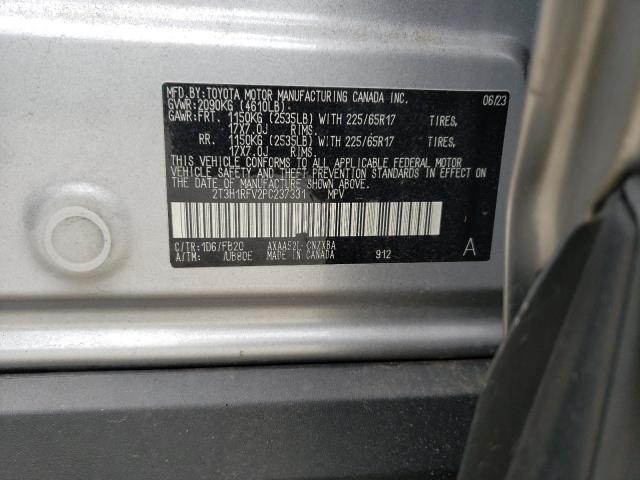 MFD.BY:TOYOTA MOTOR MANUFACTURING CANADA INC. 06/23
GVWR:2090KG (4610LB).
GAWR:FRT. 1150KG (2535LB) WITH 225/65R17 TIRES,
17X7.0J RIMS.
RR. 1150KG (2535LB) WITH 225/65R17 TIRES,
17X7.0J RIMS.
THIS VEHICLE CONFORMS TO ALL APPLICABLE FEDERAL MOTOR
VEHICLE SAFETY AND THEFT PREVENTION STANDARDS IN EFFECT
ON THE DATE OF MANUFACTURE SHOWN ABOVE.
2T3H1RFV2PC237331 MPV
C/TR:1D6/FB20 AXAA52L-CNZXBA A
A/TM: /UB80E MADE IN CANADA 912